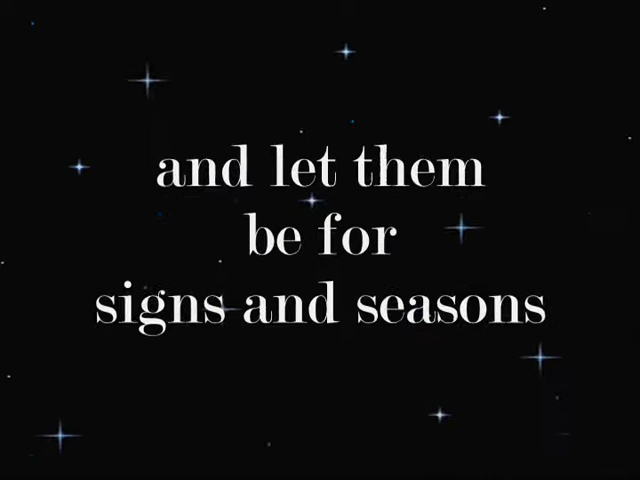 and let them
be for
signs and seasons